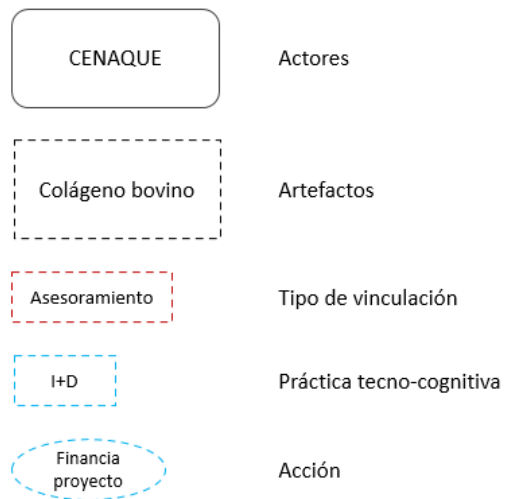 CENAQUE
Actores
Colágeno bovino
Artefactos
Asesoramiento
Tipo de vinculación
I+D
Práctica tecno-cognitiva
Financia
proyecto
Acción